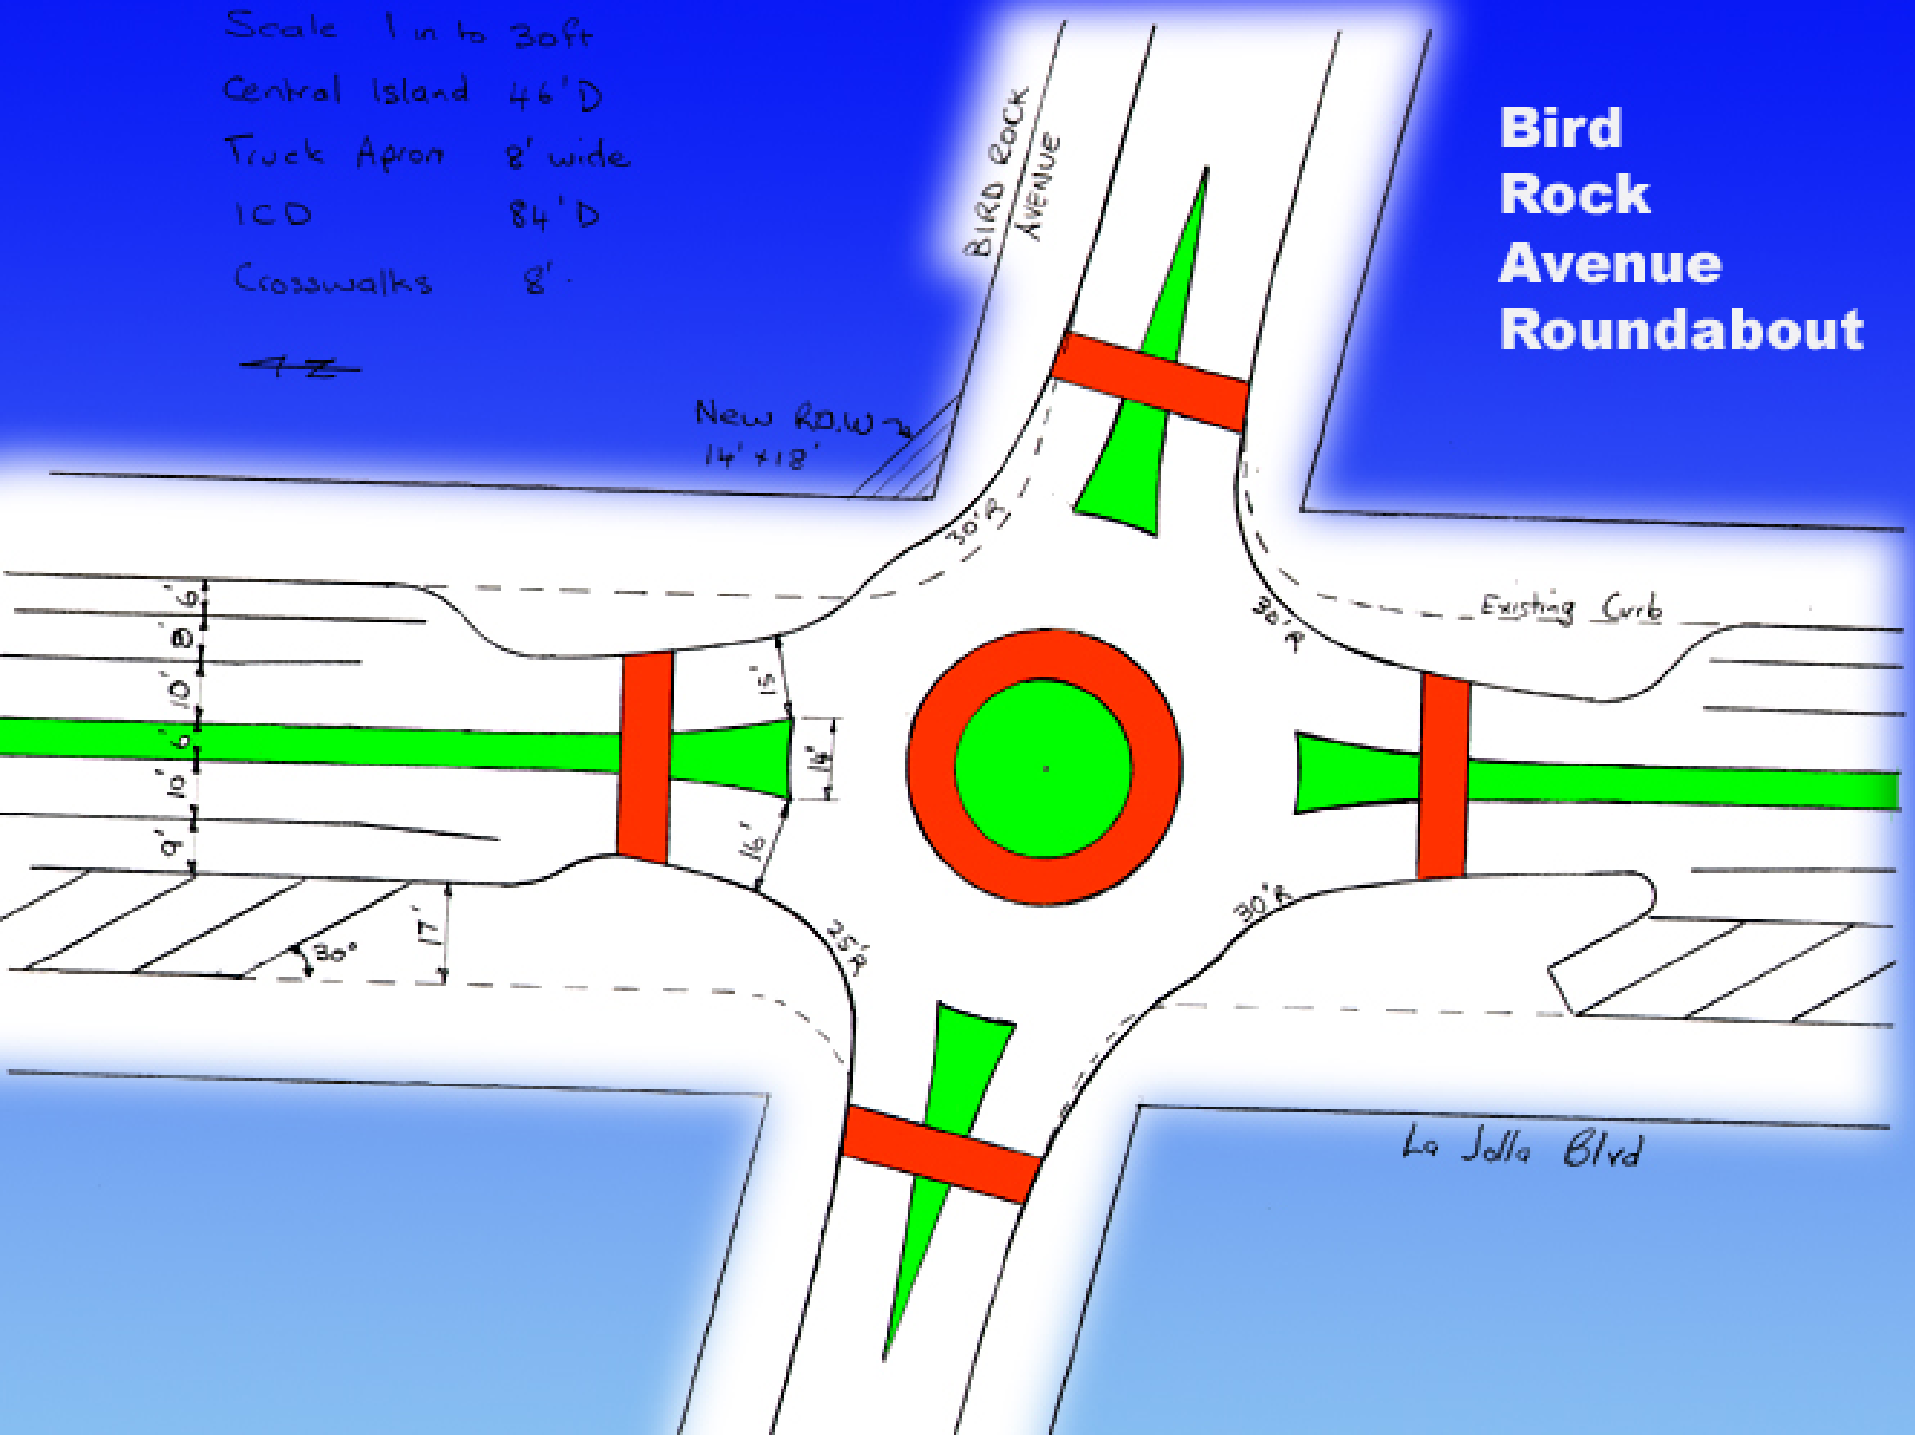 Scale 1 in to 30ft
Central Island 46'D
Truck Apron 8' wide
ICD 84'D
Crosswalks 8'
N
Bird
Rock
Avenue
Roundabout
BIRD ROCK
AVENUE
New R.O.W
14' x 18'
30'R
Existing Curb
30'R
6'
8'
10'
6'
10'
9'
15'
14'
16'
17'
30°
25'R
30'R
La Jolla Blvd